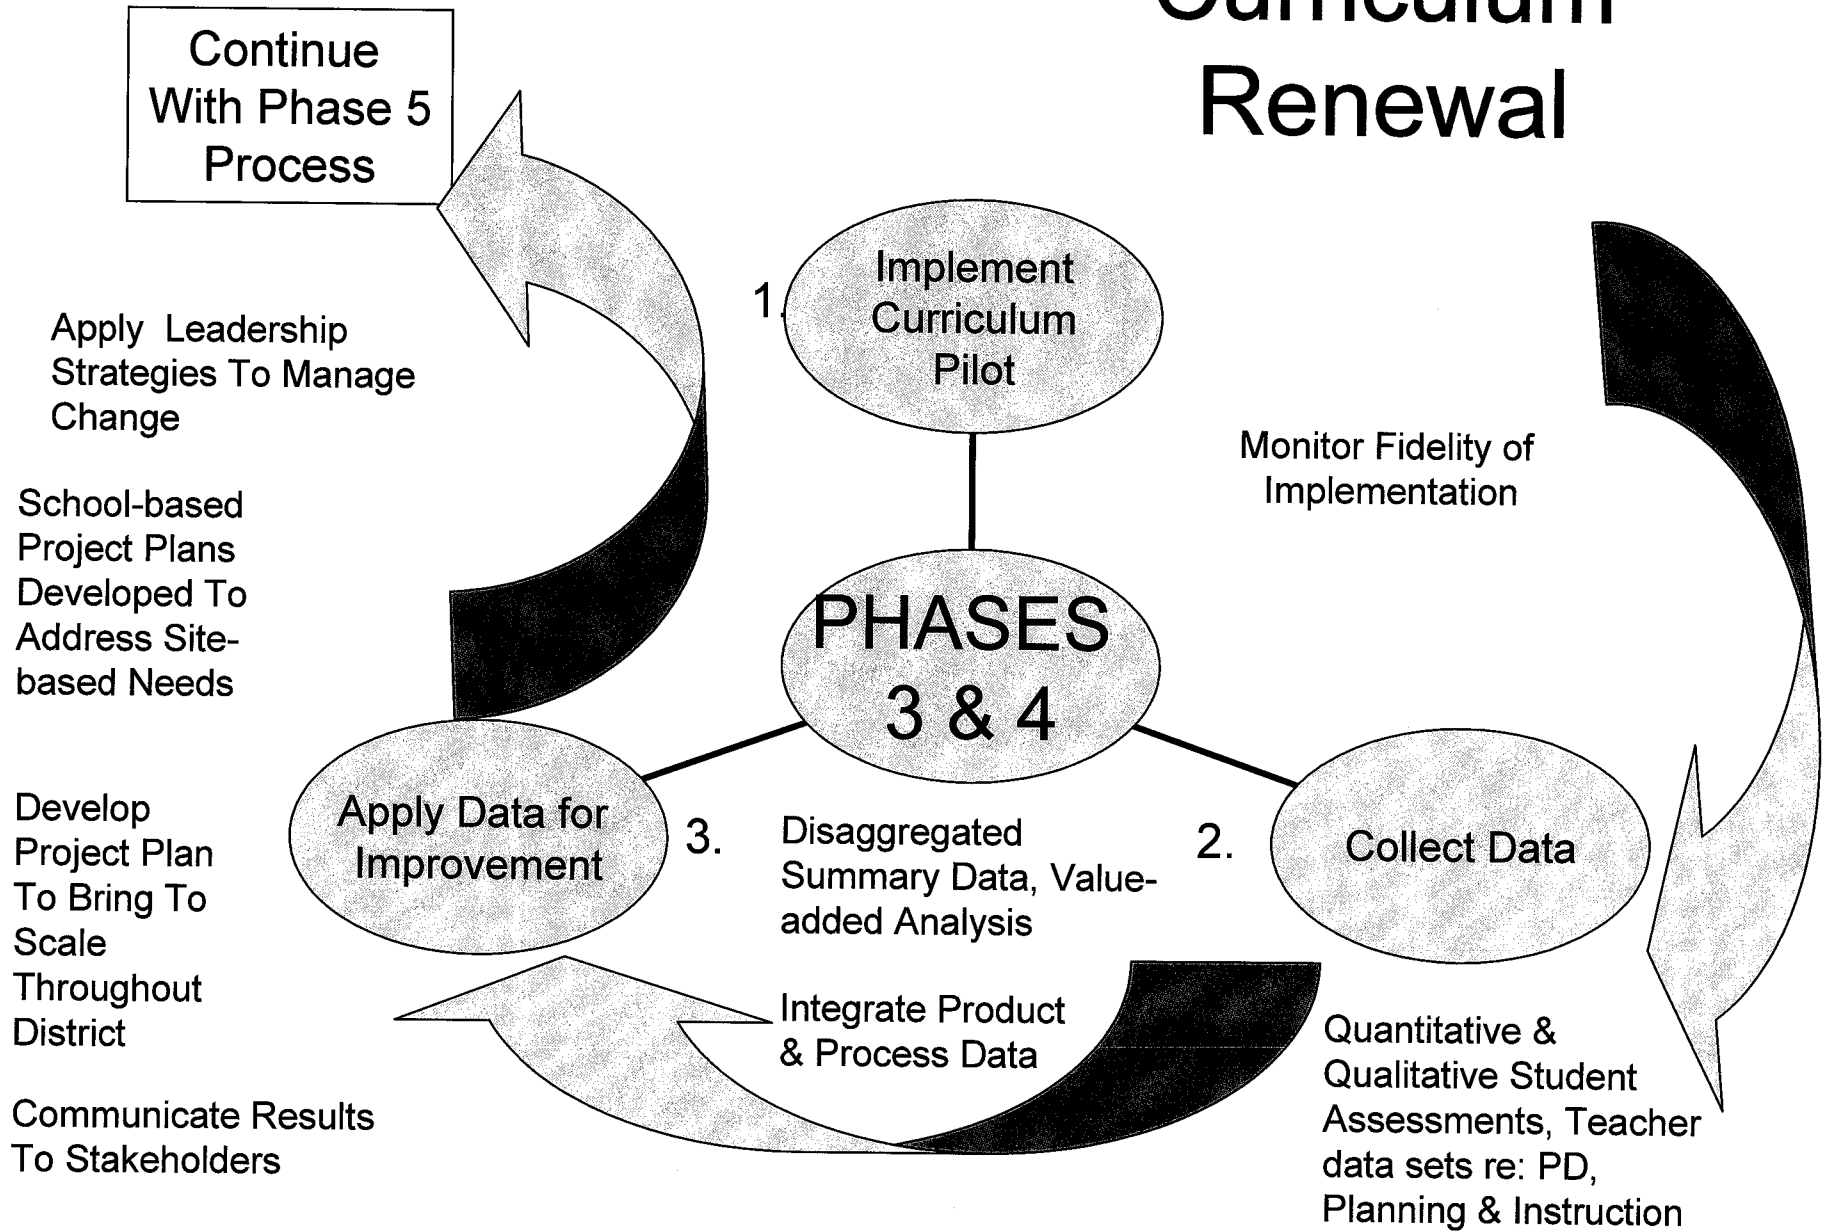 Curriculum
Renewal
Continue
With Phase 5
Process
1.
Implement
Curriculum
Pilot
Apply Leadership
Strategies To Manage
Change
Monitor Fidelity of
Implementation
School-based
Project Plans
Developed To
Address Site-
based Needs
PHASES
3 & 4
Develop
Project Plan
To Bring To
Scale
Throughout
District
Apply Data for
Improvement
3.
Disaggregated
Summary Data, Value-
added Analysis
2.
Collect Data
Integrate Product
& Process Data
Quantitative &
Qualitative Student
Assessments, Teacher
data sets re: PD,
Planning & Instruction
Communicate Results
To Stakeholders